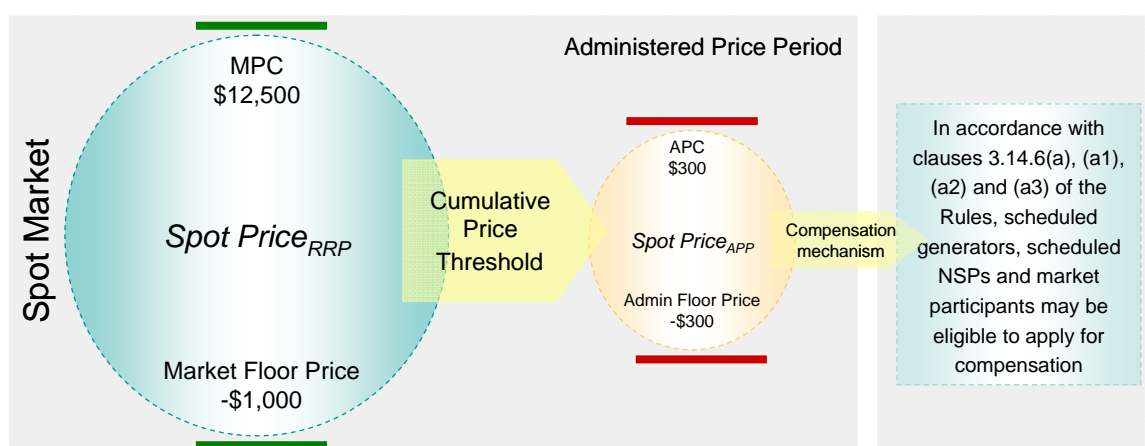 Spot Market
MPC
$12,500
Spot Price_RRP
Market Floor Price
-$1,000
Cumulative
Price
Threshold
Administered Price Period
APC
$300
Spot Price_APP
Admin Floor Price
-$300
Compensation
mechanism
In accordance with
clauses 3.14.6(a), (a1),
(a2) and (a3) of the
Rules, scheduled
generators, scheduled
NSPs and market
participants may be
eligible to apply for
compensation